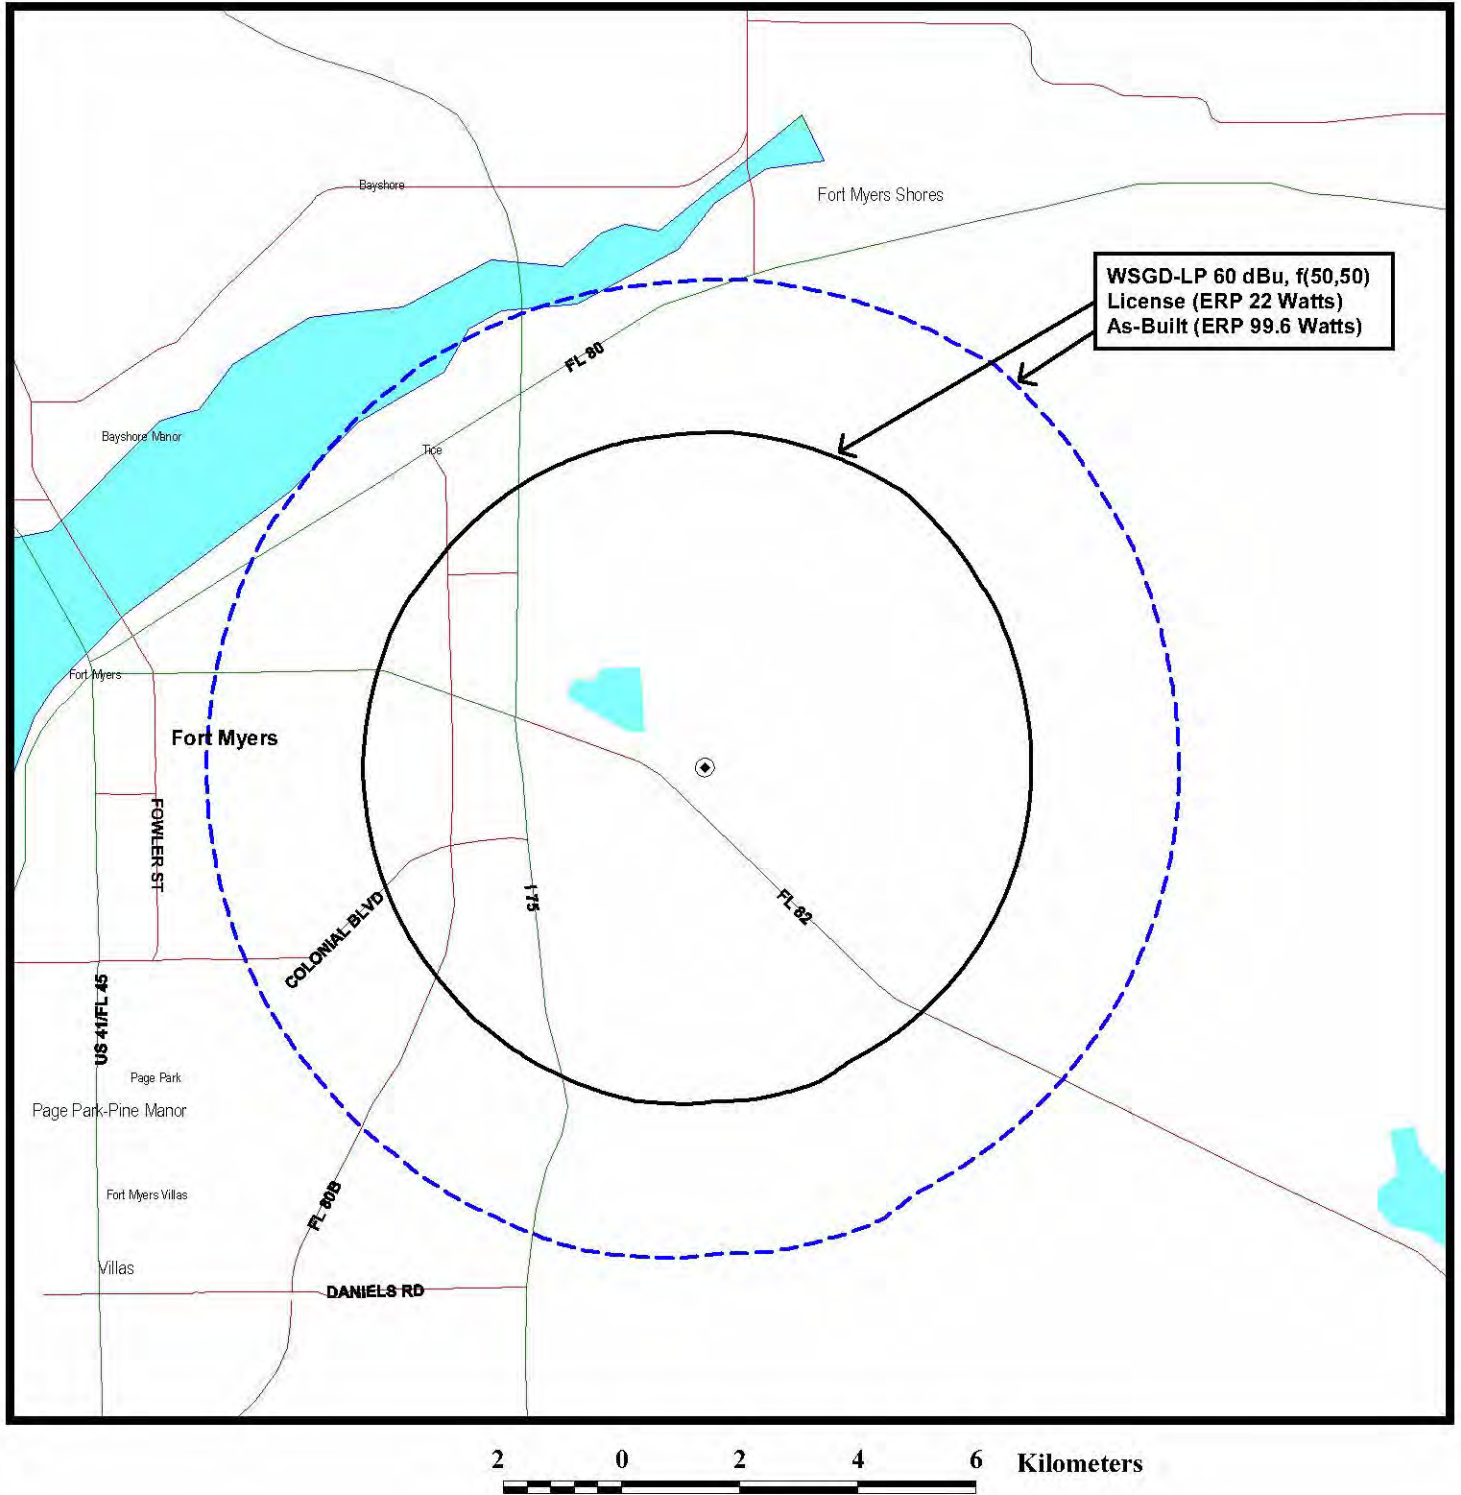 Bayshore
Fort Myers Shores
WSGD-LP 60 dBu, f(50,50)
License (ERP 22 Watts)
As-Built (ERP 99.6 Watts)
FL 80
Bayshore Manor
Tice
Fort Myers
Fort Myers
FOWLER ST
COLONIAL BLVD
I 75
FL 82
US 41/FL 45
Page Park
Page Park-Pine Manor
Fort Myers Villas
FL 80B
Villas
DANIELS RD
2 0 2 4 6 Kilometers